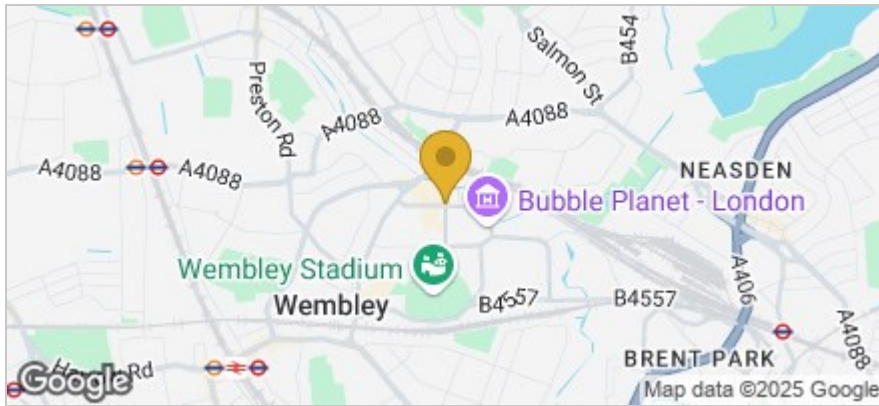 B454
Salmon St
Preston Rd
A4088
A4088
A4088
A4088
NEASDEN
Bubble Planet - London
Wembley Stadium
Wembley
B4557
B4557
A406
A4088
BRENT PARK
Rd
Google
Map data ©2025 Google